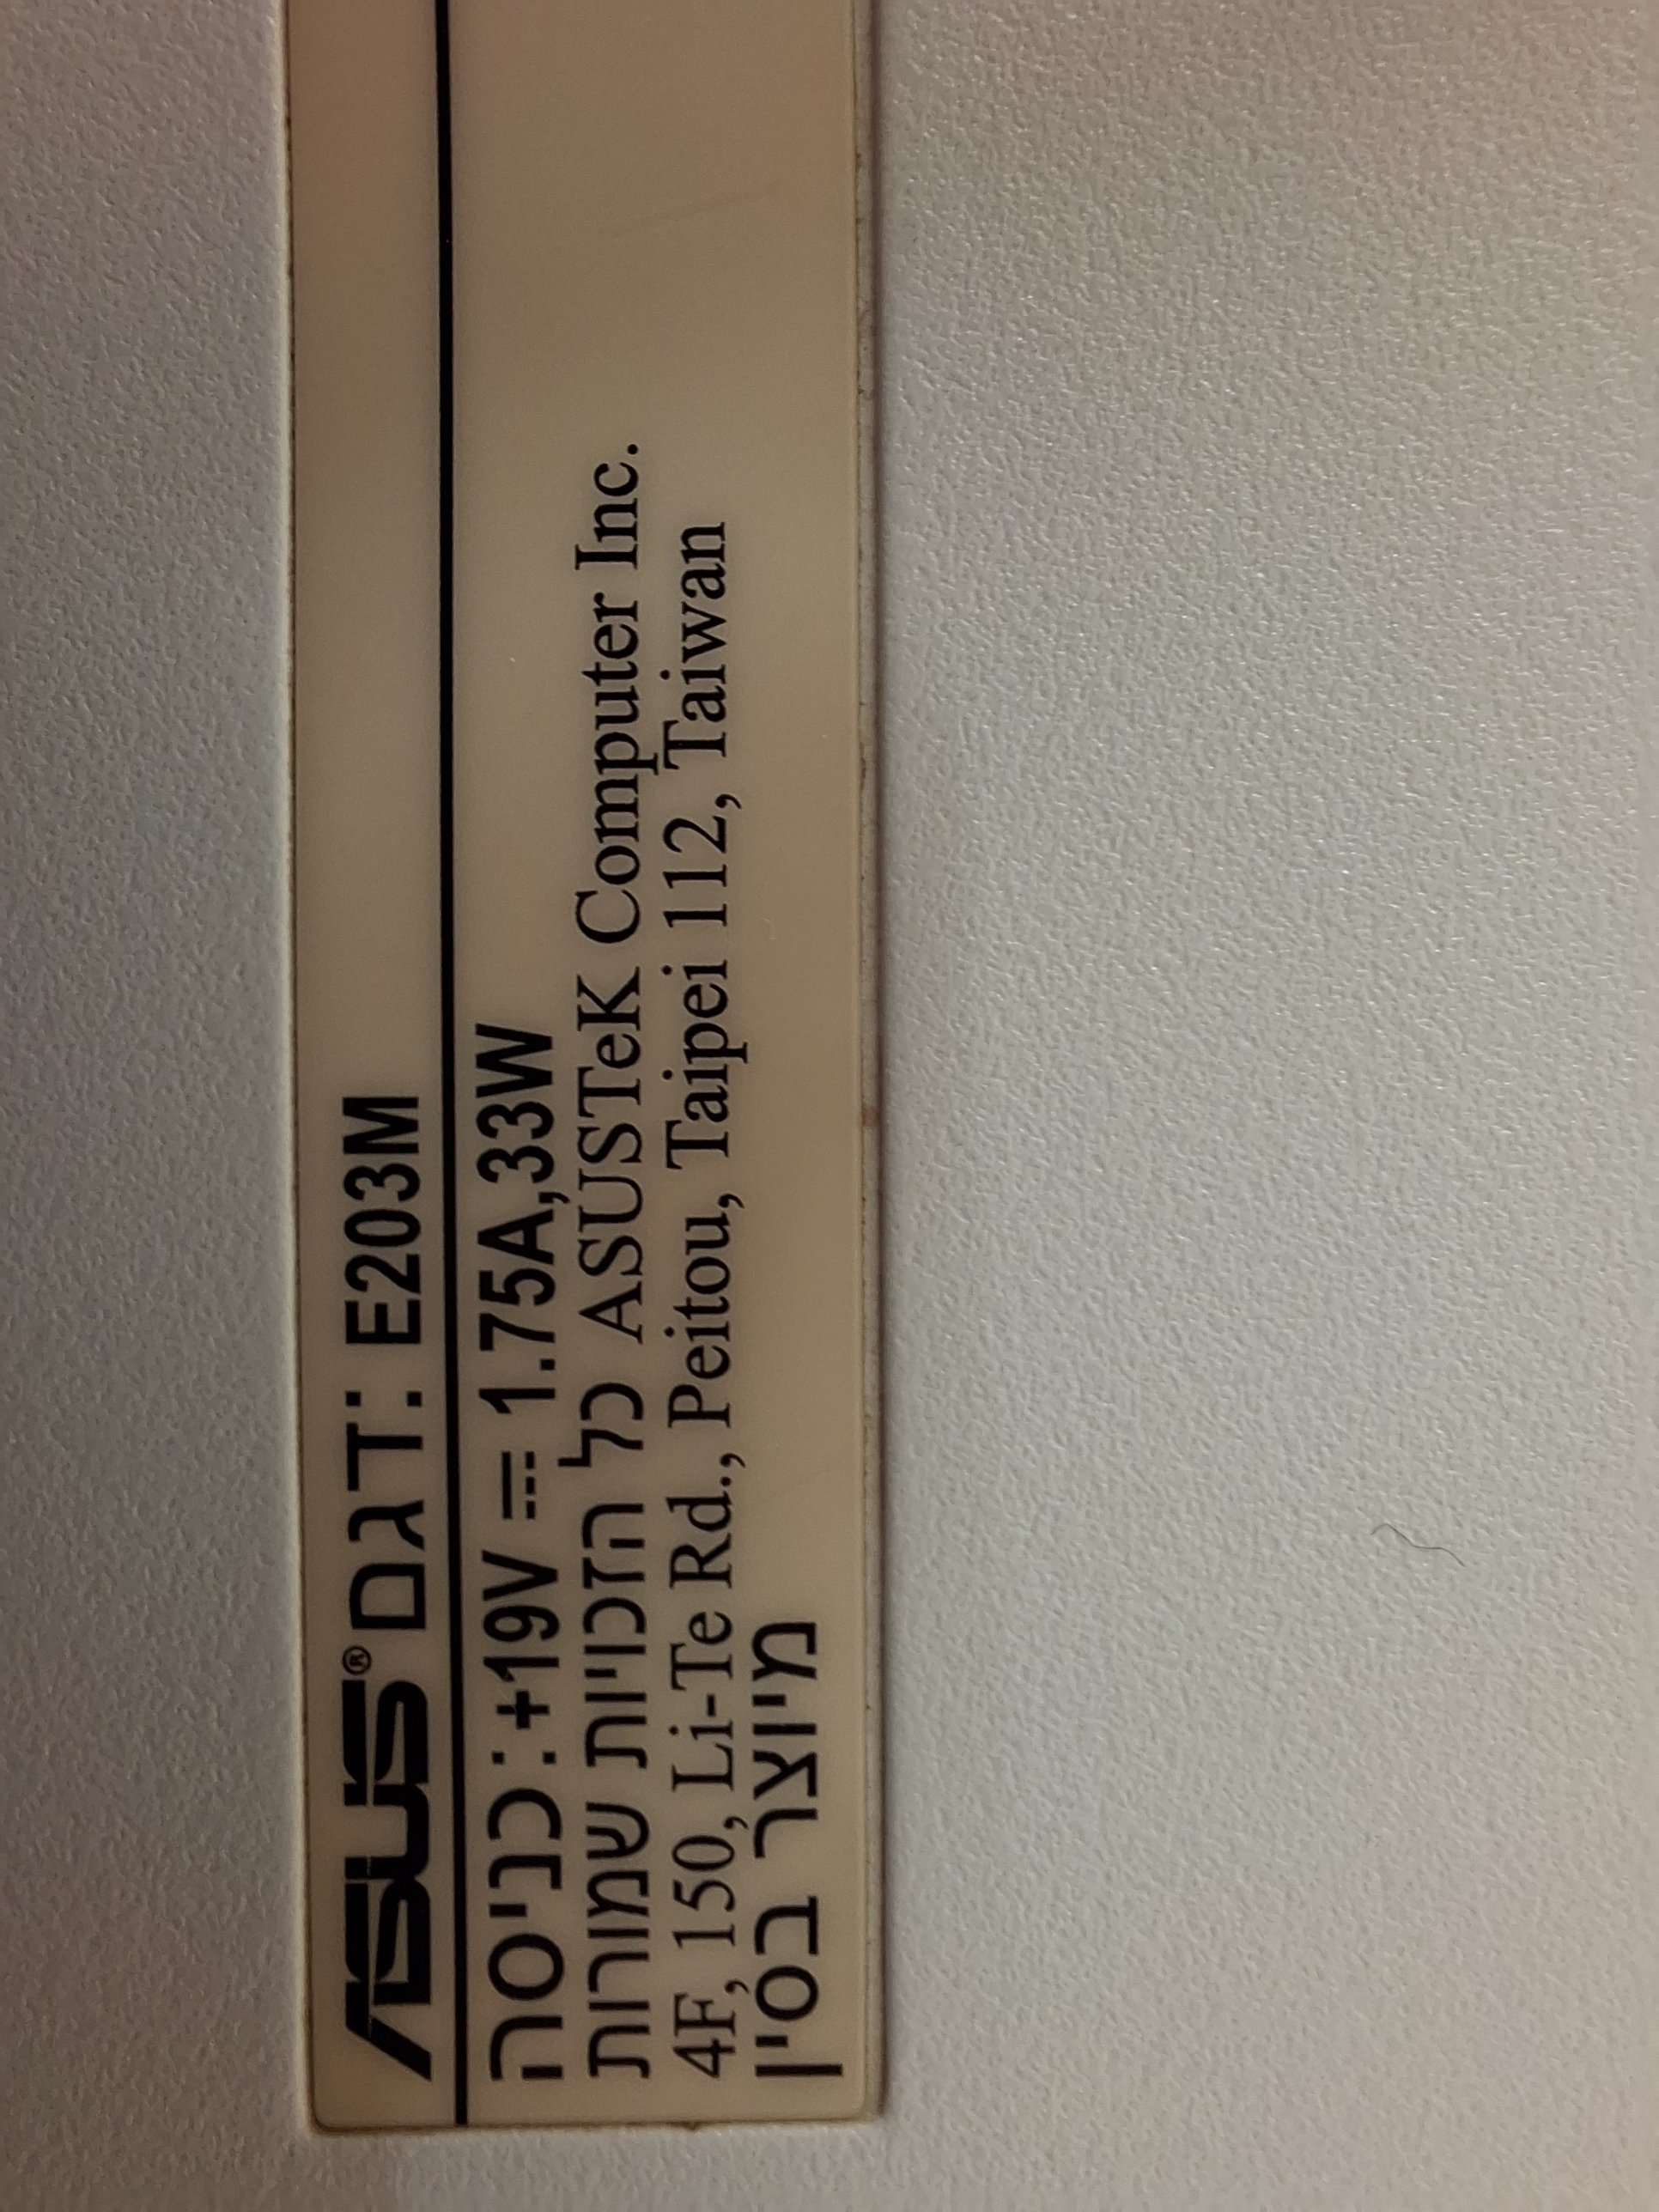 ASUS® דגם: E203M
כניסה: +19V ⎓ 1.75A,33W
כל הזכויות שמורות ASUSTeK Computer Inc.
4F, 150, Li-Te Rd., Peitou, Taipei 112, Taiwan
מיוצר בסין